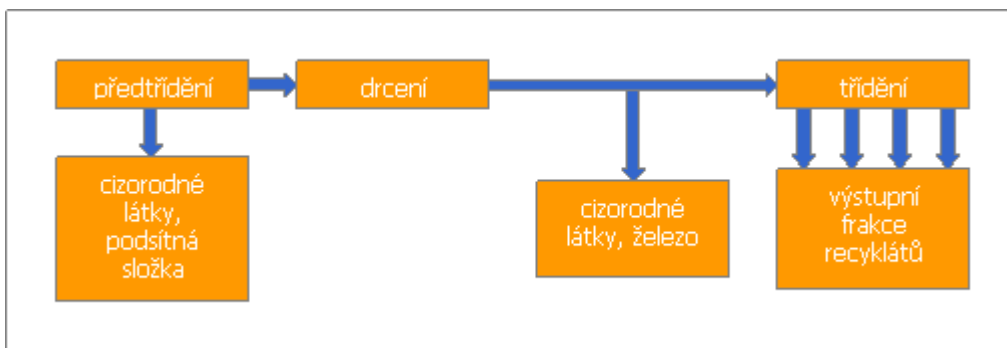 předtřídění
drcení
třídění
cizorodné
látky,
podsítná
složka
cizorodné
látky, železo
výstupní
frakce
recyklátů